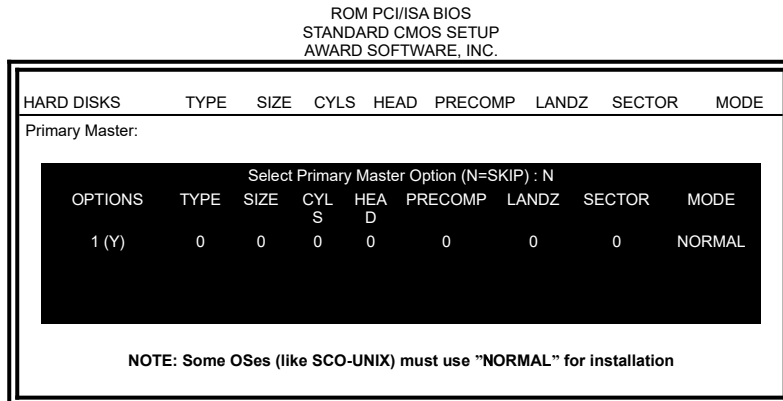 ROM PCI/ISA BIOS
STANDARD CMOS SETUP
AWARD SOFTWARE, INC.
HARD DISKS TYPE SIZE CYLS HEAD PRECOMP LANDZ SECTOR MODE
Primary Master:
Select Primary Master Option (N=SKIP) : N
OPTIONS TYPE SIZE CYL HEA PRECOMP LANDZ SECTOR MODE
S D
1 (Y) 0 0 0 0 0 0 0 NORMAL
NOTE: Some OSes (like SCO-UNIX) must use ”NORMAL” for installation